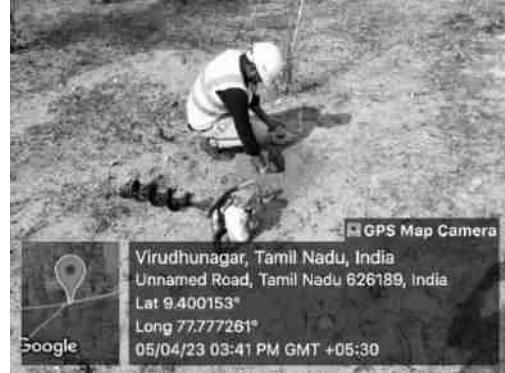 GPS Map Camera
Virudhunagar, Tamil Nadu, India
Unnamed Road, Tamil Nadu 626189, India
Lat 9.400153°
Long 77.777261°
05/04/23 03:41 PM GMT +05:30
Google